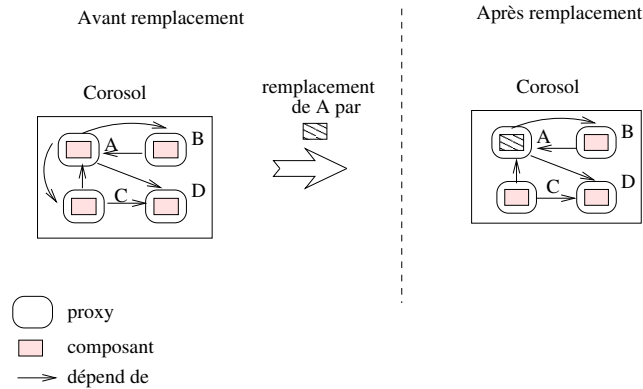 Avant remplacement
Après remplacement
Corosol
A
B
C
D
remplacement
de A par
Corosol
A
B
C
D
proxy
composant
dépend de